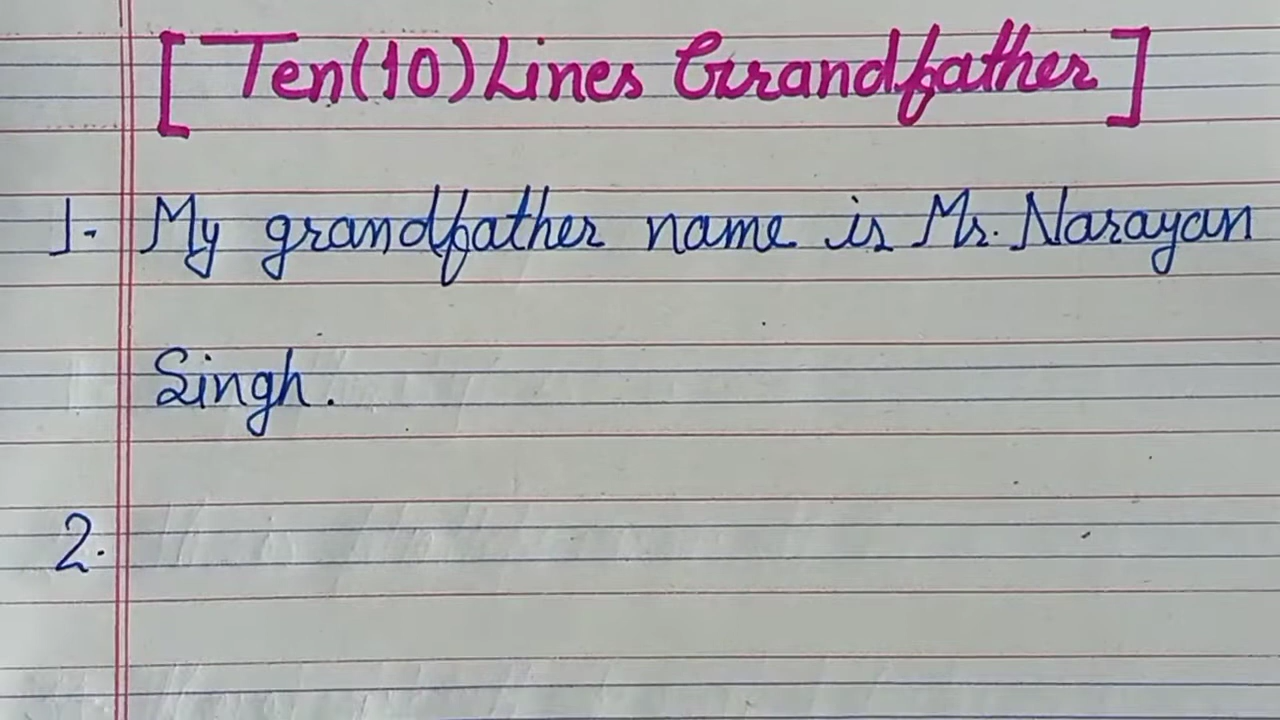 [ Ten(10) Lines Grandfather ]
1. My grandfather name is Mr. Narayan
Singh.
2.